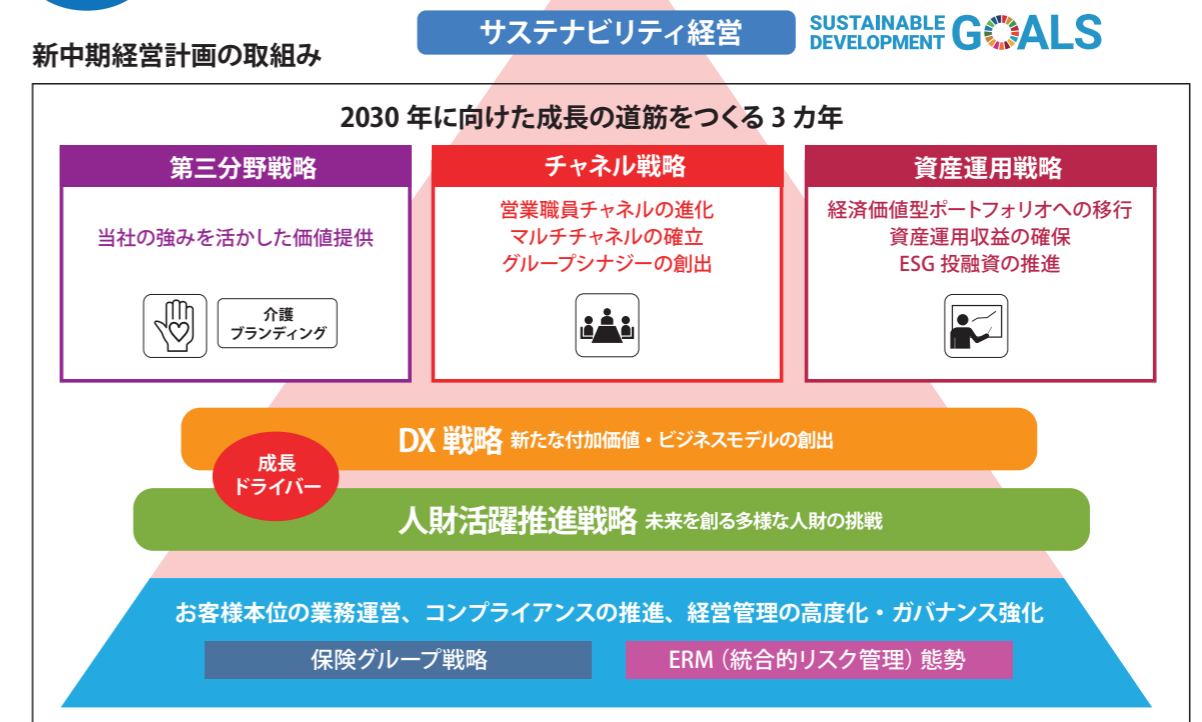 サステナビリティ経営
SUSTAINABLE
DEVELOPMENT
GOALS
新中期経営計画の取組み
2030 年に向けた成長の道筋をつくる 3 カ年
第三分野戦略
当社の強みを活かした価値提供
介護
ブランディング
チャネル戦略
営業職員チャネルの進化
マルチチャネルの確立
グループシナジーの創出
資産運用戦略
経済価値型ポートフォリオへの移行
資産運用収益の確保
ESG 投融資の推進
DX 戦略 新たな付加価値・ビジネスモデルの創出
成長
ドライバー
人財活躍推進戦略 未来を創る多様な人財の挑戦
お客様本位の業務運営、コンプライアンスの推進、経営管理の高度化・ガバナンス強化
保険グループ戦略
ERM（統合的リスク管理）態勢